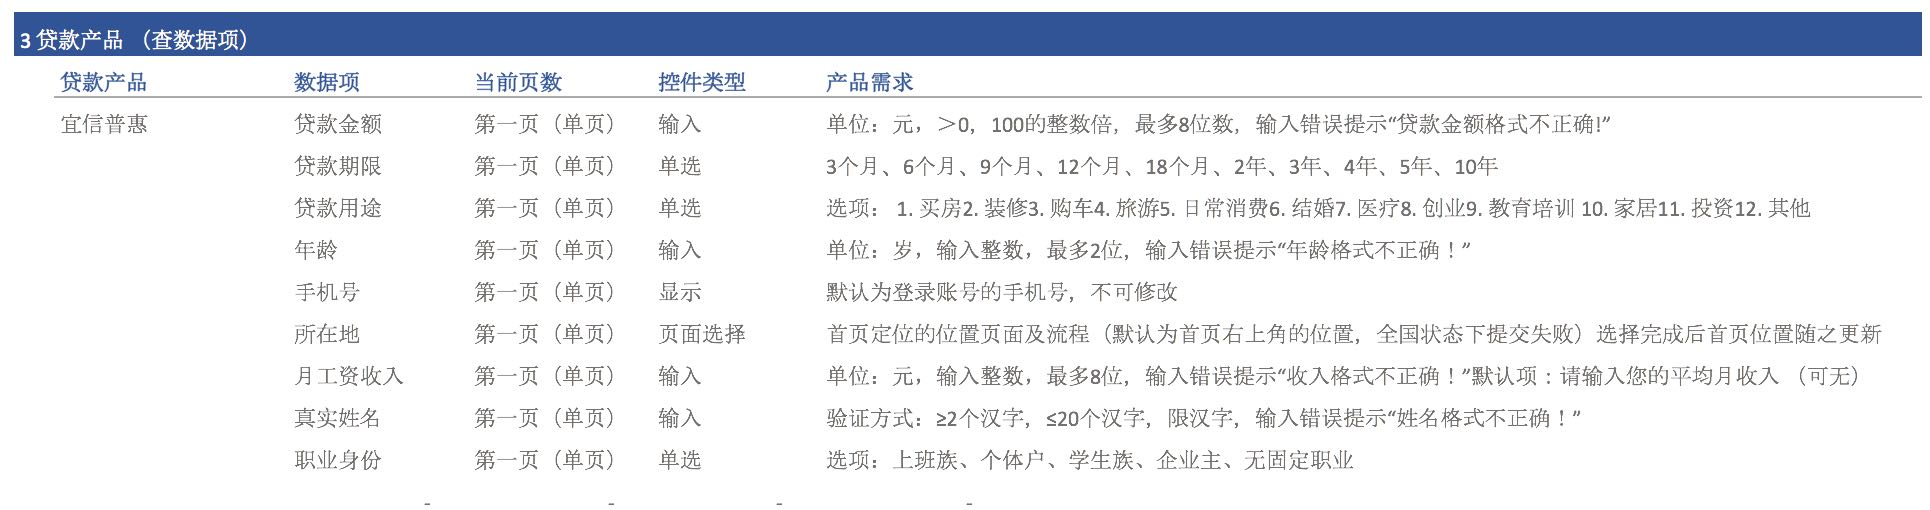 3 贷款产品 （查数据项）
贷款产品 数据项 当前页数 控件类型 产品需求
宜信普惠 贷款金额 第一页（单页） 输入 单位：元，＞0，100的整数倍，最多8位数，输入错误提示“贷款金额格式不正确!”
贷款期限 第一页（单页） 单选 3个月、6个月、9个月、12个月、18个月、2年、3年、4年、5年、10年
贷款用途 第一页（单页） 单选 选项： 1. 买房2. 装修3. 购车4. 旅游5. 日常消费6. 结婚7. 医疗8. 创业9. 教育培训 10. 家居11. 投资12. 其他
年龄 第一页（单页） 输入 单位：岁，输入整数，最多2位，输入错误提示“年龄格式不正确！”
手机号 第一页（单页） 显示 默认为登录账号的手机号，不可修改
所在地 第一页（单页） 页面选择 首页定位的位置页面及流程（默认为首页右上角的位置，全国状态下提交失败）选择完成后首页位置随之更新
月工资收入 第一页（单页） 输入 单位：元，输入整数，最多8位，输入错误提示“收入格式不正确！”默认项：请输入您的平均月收入 （可无）
真实姓名 第一页（单页） 输入 验证方式：≥2个汉字，≤20个汉字，限汉字，输入错误提示“姓名格式不正确！”
职业身份 第一页（单页） 单选 选项：上班族、个体户、学生族、企业主、无固定职业
- - - -